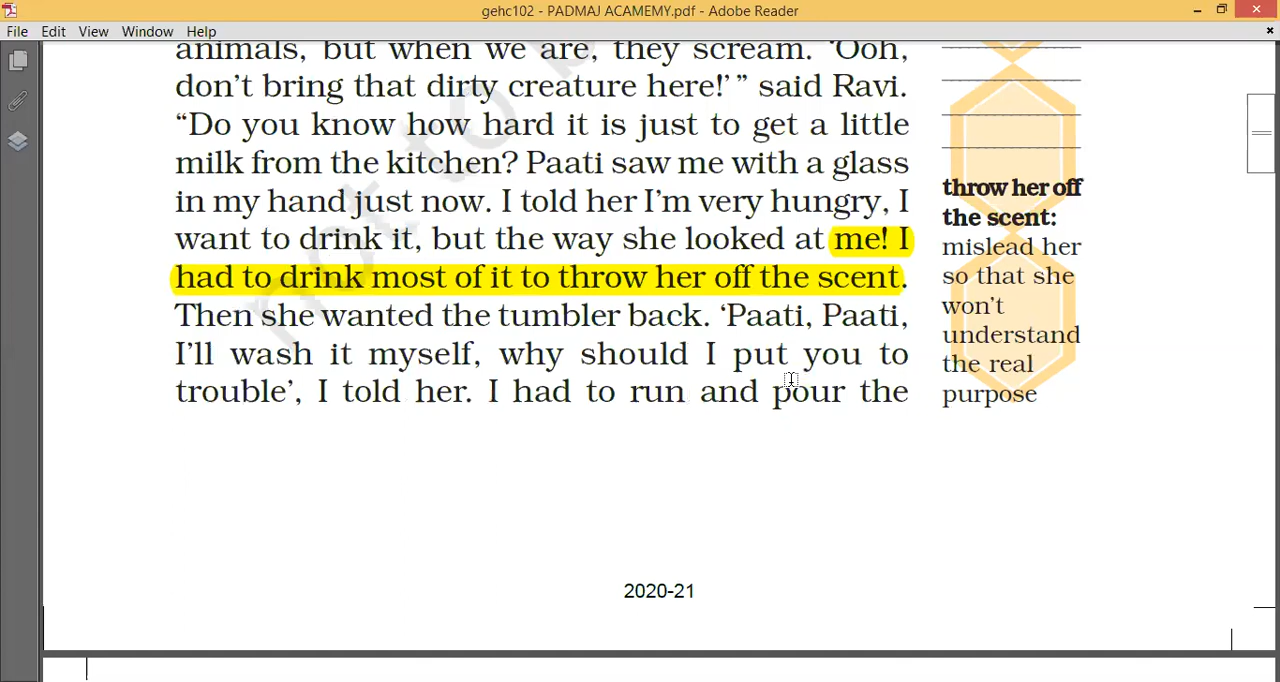 gehc102 - PADMAJ ACAMEMY.pdf - Adobe Reader
File Edit View Window Help
animals, but when we are, they scream. ‘Ooh,
don’t bring that dirty creature here!’ ” said Ravi.
“Do you know how hard it is just to get a little
milk from the kitchen? Paati saw me with a glass
in my hand just now. I told her I’m very hungry, I
want to drink it, but the way she looked at me! I
had to drink most of it to throw her off the scent.
Then she wanted the tumbler back. ‘Paati, Paati,
I’ll wash it myself, why should I put you to
trouble’, I told her. I had to run and pour the
throw her off
the scent:
mislead her
so that she
won’t
understand
the real
purpose
not to b
2020-21